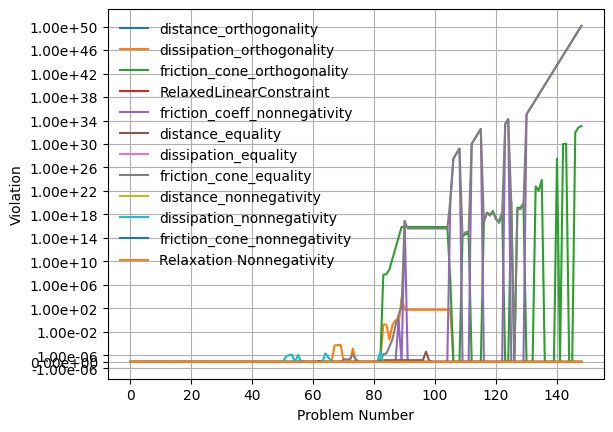 1.00e+50
1.00e+46
1.00e+42
1.00e+38
1.00e+34
1.00e+30
1.00e+26
1.00e+22
1.00e+18
1.00e+14
1.00e+10
1.00e+06
1.00e+02
1.00e-02
1.00e-06
0.00e+00
-1.00e-06
Violation
distance_orthogonality
dissipation_orthogonality
friction_cone_orthogonality
RelaxedLinearConstraint
friction_coeff_nonnegativity
distance_equality
dissipation_equality
friction_cone_equality
distance_nonnegativity
dissipation_nonnegativity
friction_cone_nonnegativity
Relaxation Nonnegativity
0 20 40 60 80 100 120 140
Problem Number